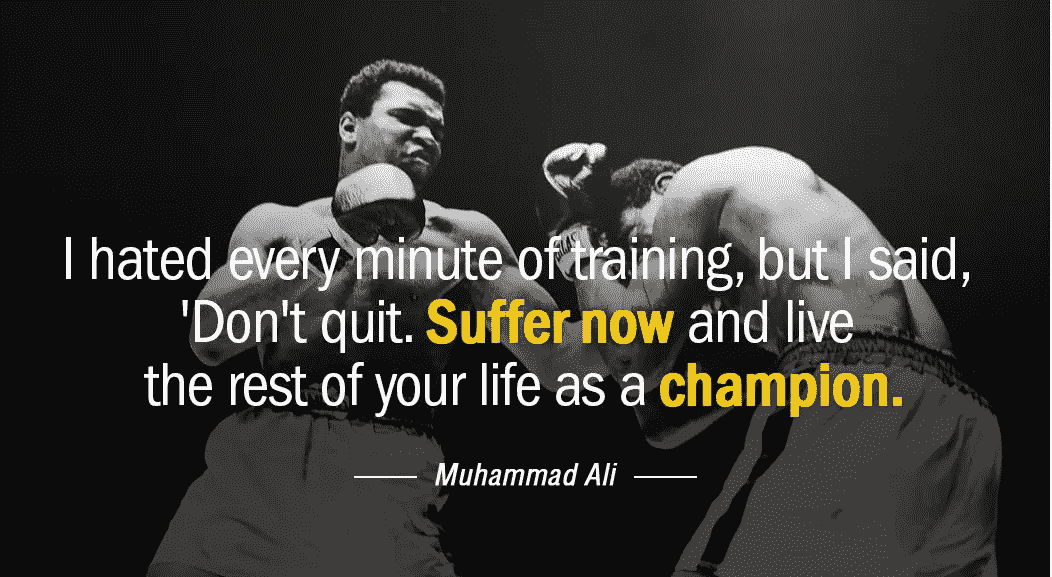 I hated every minute of training, but I said,
'Don't quit. Suffer now and live
the rest of your life as a champion.
Muhammad Ali